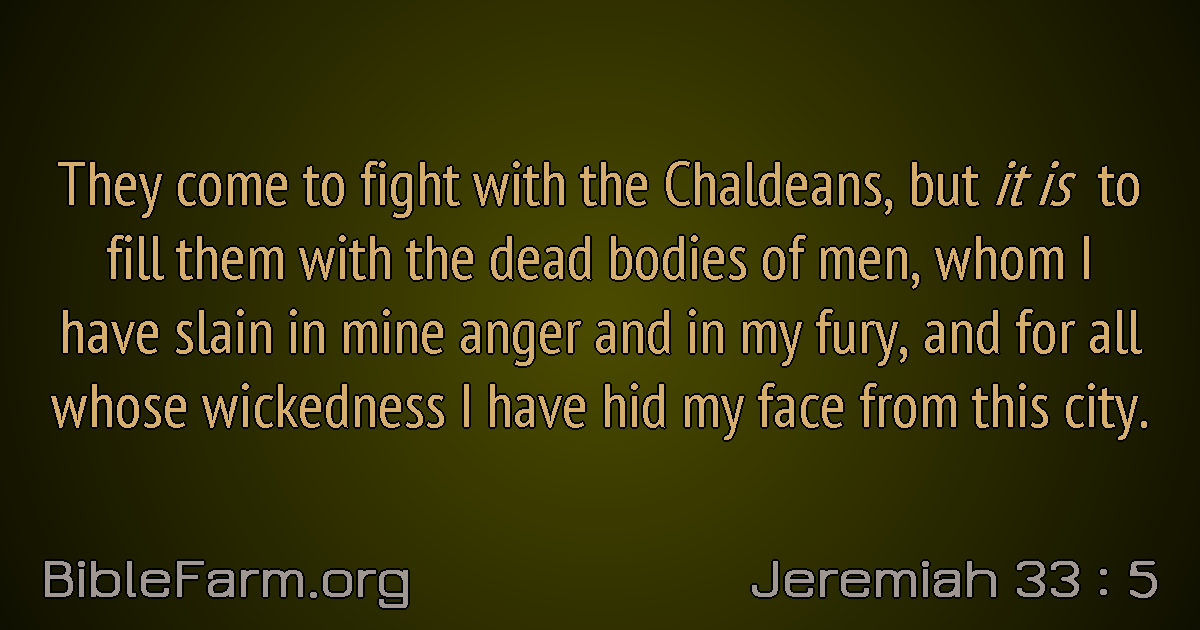 They come to fight with the Chaldeans, but it is to
fill them with the dead bodies of men, whom I
have slain in mine anger and in my fury, and for all
whose wickedness I have hid my face from this city.
BibleFarm.org
Jeremiah 33 : 5